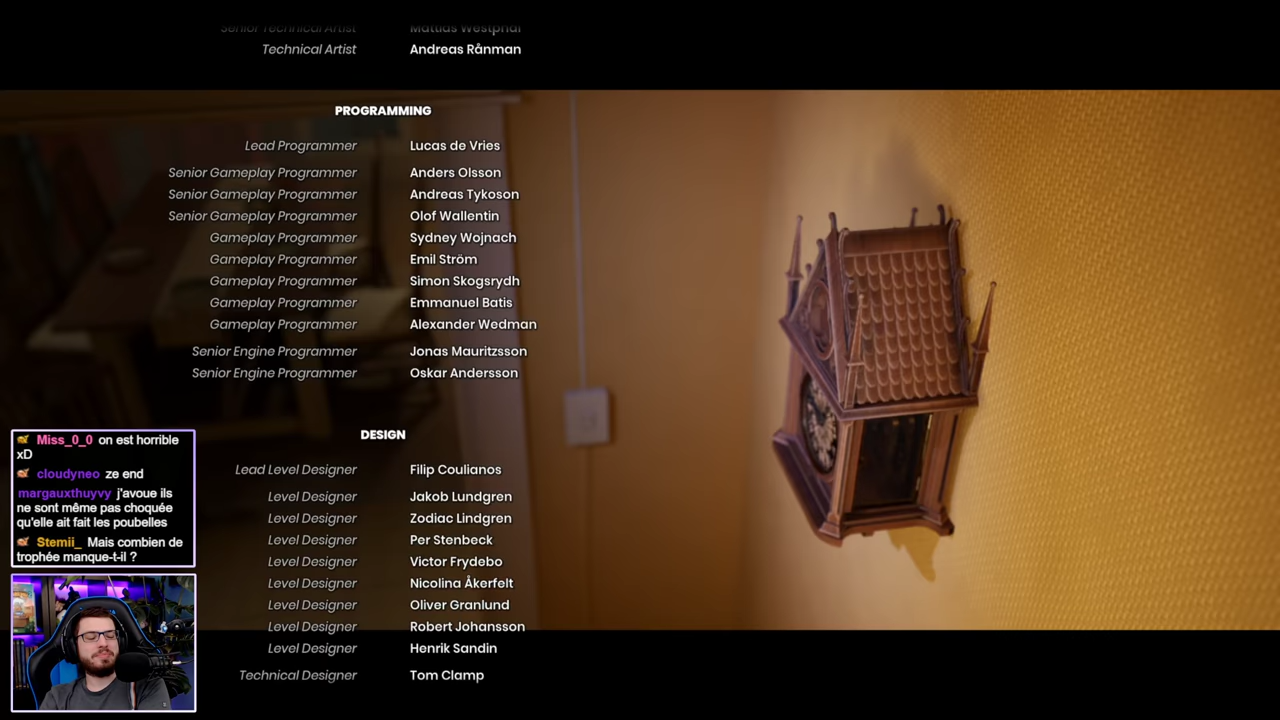 Senior Technical Artist Mattias Westphal
Technical Artist Andreas Rånman
PROGRAMMING
Lead Programmer Lucas de Vries
Senior Gameplay Programmer Anders Olsson
Senior Gameplay Programmer Andreas Tykoson
Senior Gameplay Programmer Olof Wallentin
Gameplay Programmer Sydney Wojnach
Gameplay Programmer Emil Ström
Gameplay Programmer Simon Skogsrydh
Gameplay Programmer Emmanuel Batis
Gameplay Programmer Alexander Wedman
Senior Engine Programmer Jonas Mauritzsson
Senior Engine Programmer Oskar Andersson
DESIGN
Lead Level Designer Filip Coulianos
Level Designer Jakob Lundgren
Level Designer Zodiac Lindgren
Level Designer Per Stenbeck
Level Designer Victor Frydebo
Level Designer Nicolina Åkerfelt
Level Designer Oliver Granlund
Level Designer Robert Johansson
Level Designer Henrik Sandin
Technical Designer Tom Clamp
Miss_0_0 on est horrible
xD
cloudyneo ze end
margauxthuyvy j'avoue ils
ne sont même pas choquée
qu'elle ait fait les poubelles
Stemii_ Mais combien de
trophée manque-t-il ?